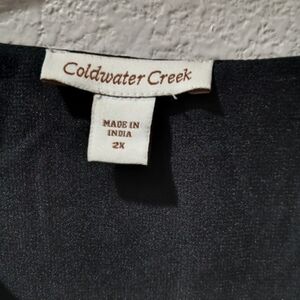 Coldwater Creek
MADE IN
INDIA
2X